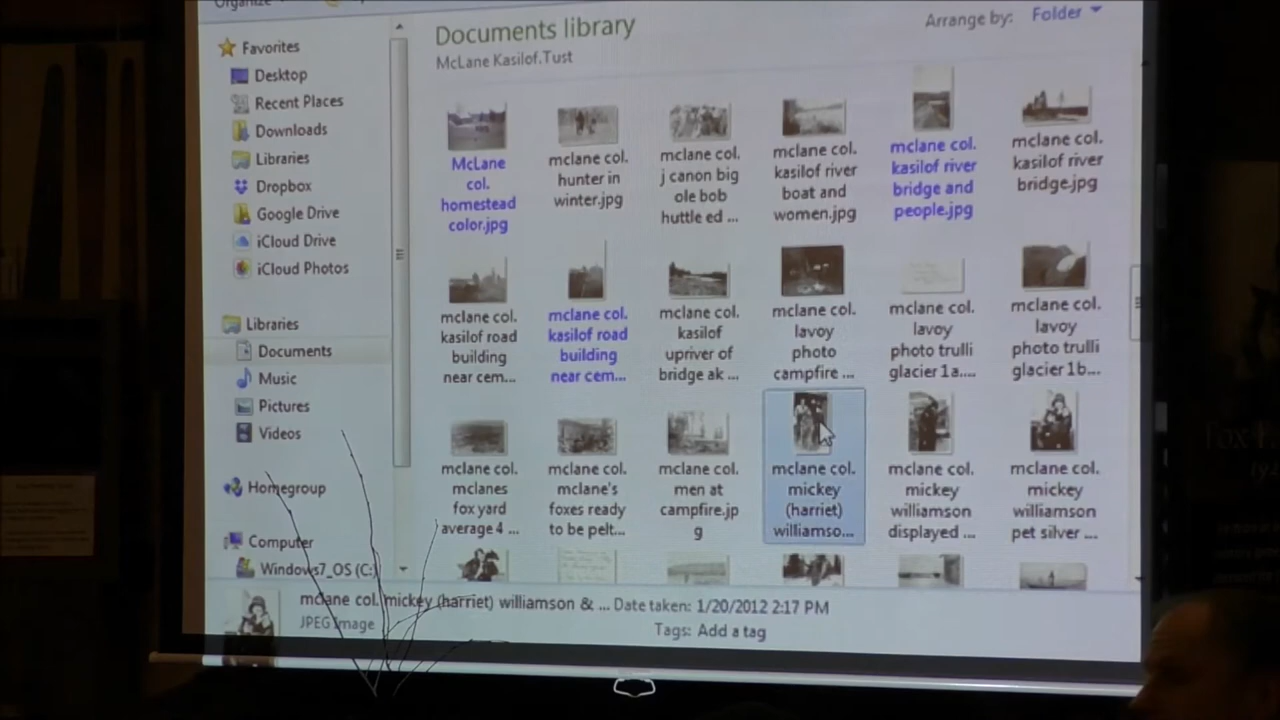 Organize
Documents library
McLane Kasilof.Tust
Arrange by: Folder
Favorites
Desktop
Recent Places
Downloads
Libraries
Dropbox
Google Drive
iCloud Drive
iCloud Photos
Libraries
Documents
Music
Pictures
Videos
Homegroup
Computer
Windows7_OS (C:)
McLane
col.
homestead
color.jpg
mclane col.
hunter in
winter.jpg
mclane col.
j canon big
ole bob
huttle ed ...
mclane col.
kasilof river
boat and
women.jpg
mclane col.
kasilof river
bridge and
people.jpg
mclane col.
kasilof river
bridge.jpg
mclane col.
kasilof road
building
near cem...
mclane col.
kasilof road
building
near cem...
mclane col.
kasilof
upriver of
bridge ak ...
mclane col.
lavoy
photo
campfire ...
mclane col.
lavoy
photo trulli
glacier 1a....
mclane col.
lavoy
photo trulli
glacier 1b....
mclane col.
mclanes
fox yard
average 4 ...
mclane col.
mclane's
foxes ready
to be pelt...
mclane col.
men at
campfire.jp
g
mclane col.
mickey
(harriet)
williamso...
mclane col.
mickey
williamson
displayed ...
mclane col.
mickey
williamson
pet silver ...
mclane col. mickey (harriet) williamson & ... Date taken: 1/20/2012 2:17 PM
JPEG Image
Tags: Add a tag